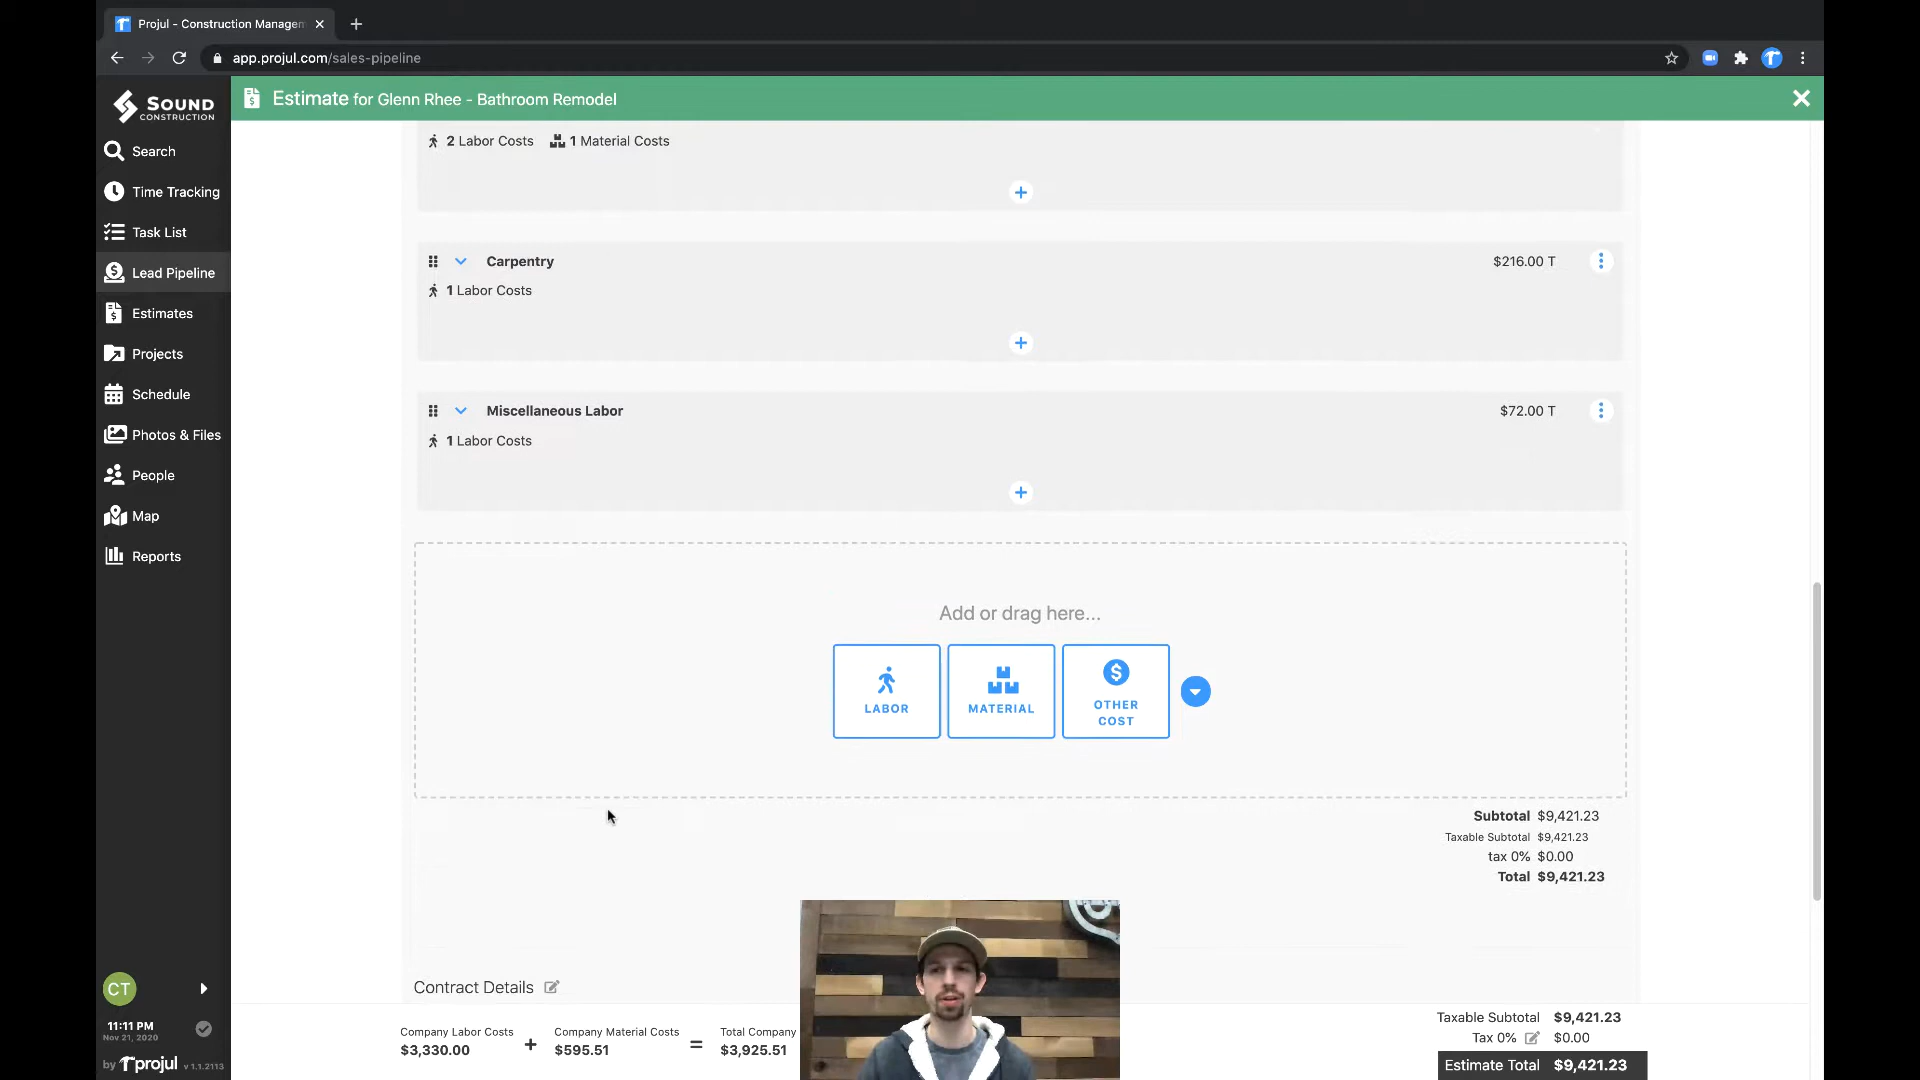 Projul - Construction Managem
app.projul.com/sales-pipeline
SOUND
CONSTRUCTION
Estimate for Glenn Rhee - Bathroom Remodel
Search
Time Tracking
Task List
Lead Pipeline
Estimates
Projects
Schedule
Photos & Files
People
Map
Reports
CT
11:11 PM
Nov 21, 2020
by projul v 1.1.2113
2 Labor Costs 1 Material Costs
Carpentry $216.00 T
1 Labor Costs
Miscellaneous Labor $72.00 T
1 Labor Costs
Add or drag here...
LABOR
MATERIAL
OTHER
COST
Subtotal $9,421.23
Taxable Subtotal $9,421.23
tax 0% $0.00
Total $9,421.23
Contract Details
Company Labor Costs
$3,330.00
+
Company Material Costs
$595.51
=
Total Company
$3,925.51
Taxable Subtotal $9,421.23
Tax 0% $0.00
Estimate Total $9,421.23